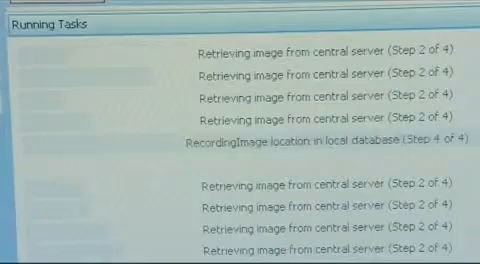 Running Tasks
Retrieving image from central server (Step 2 of 4)
Retrieving image from central server (Step 2 of 4)
Retrieving image from central server (Step 2 of 4)
Retrieving image from central server (Step 2 of 4)
RecordingImage location in local database (Step 4 of 4)
Retrieving image from central server (Step 2 of 4)
Retrieving image from central server (Step 2 of 4)
Retrieving image from central server (Step 2 of 4)
Retrieving image from central server (Step 2 of 4)